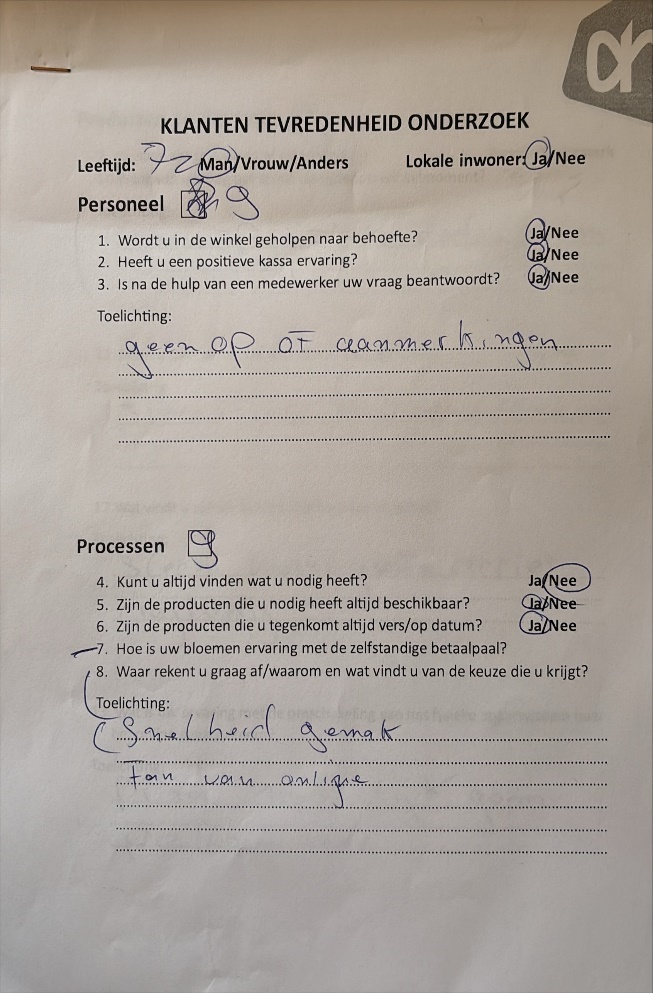 KLANTEN TEVREDENHEID ONDERZOEK
Leeftijd: 72 Man/Vrouw/Anders Lokale inwoner: Ja/Nee
Personeel 9
1. Wordt u in de winkel geholpen naar behoefte? Ja/Nee
2. Heeft u een positieve kassa ervaring? Ja/Nee
3. Is na de hulp van een medewerker uw vraag beantwoordt? Ja/Nee
Toelichting:
geen op of aanmerkingen
Processen 9
4. Kunt u altijd vinden wat u nodig heeft? Ja/Nee
5. Zijn de producten die u nodig heeft altijd beschikbaar? Ja/Nee
6. Zijn de producten die u tegenkomt altijd vers/op datum? Ja/Nee
7. Hoe is uw bloemen ervaring met de zelfstandige betaalpaal?
8. Waar rekent u graag af/waarom en wat vindt u van de keuze die u krijgt?
Toelichting:
Snelheid gemak
fan van